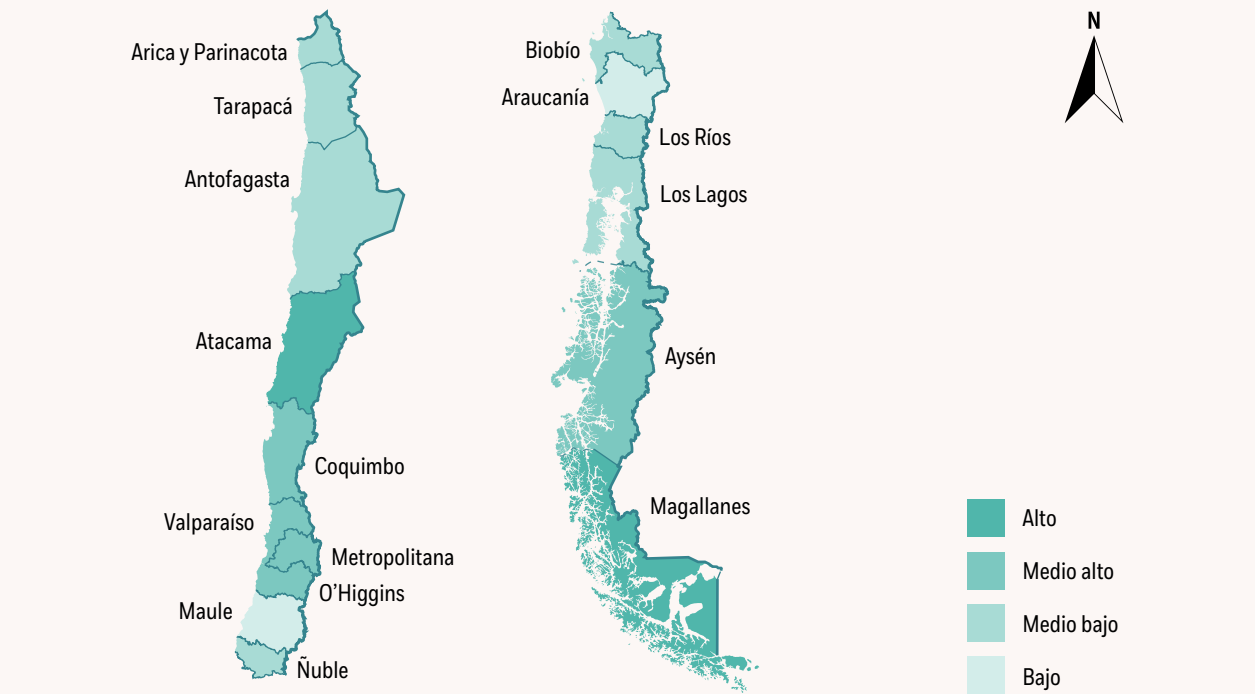 Arica y Parinacota
Tarapacá
Antofagasta
Atacama
Coquimbo
Valparaíso
Metropolitana
O’Higgins
Maule
Ñuble
Biobío
Araucanía
Los Ríos
Los Lagos
Aysén
Magallanes
N
Alto
Medio alto
Medio bajo
Bajo